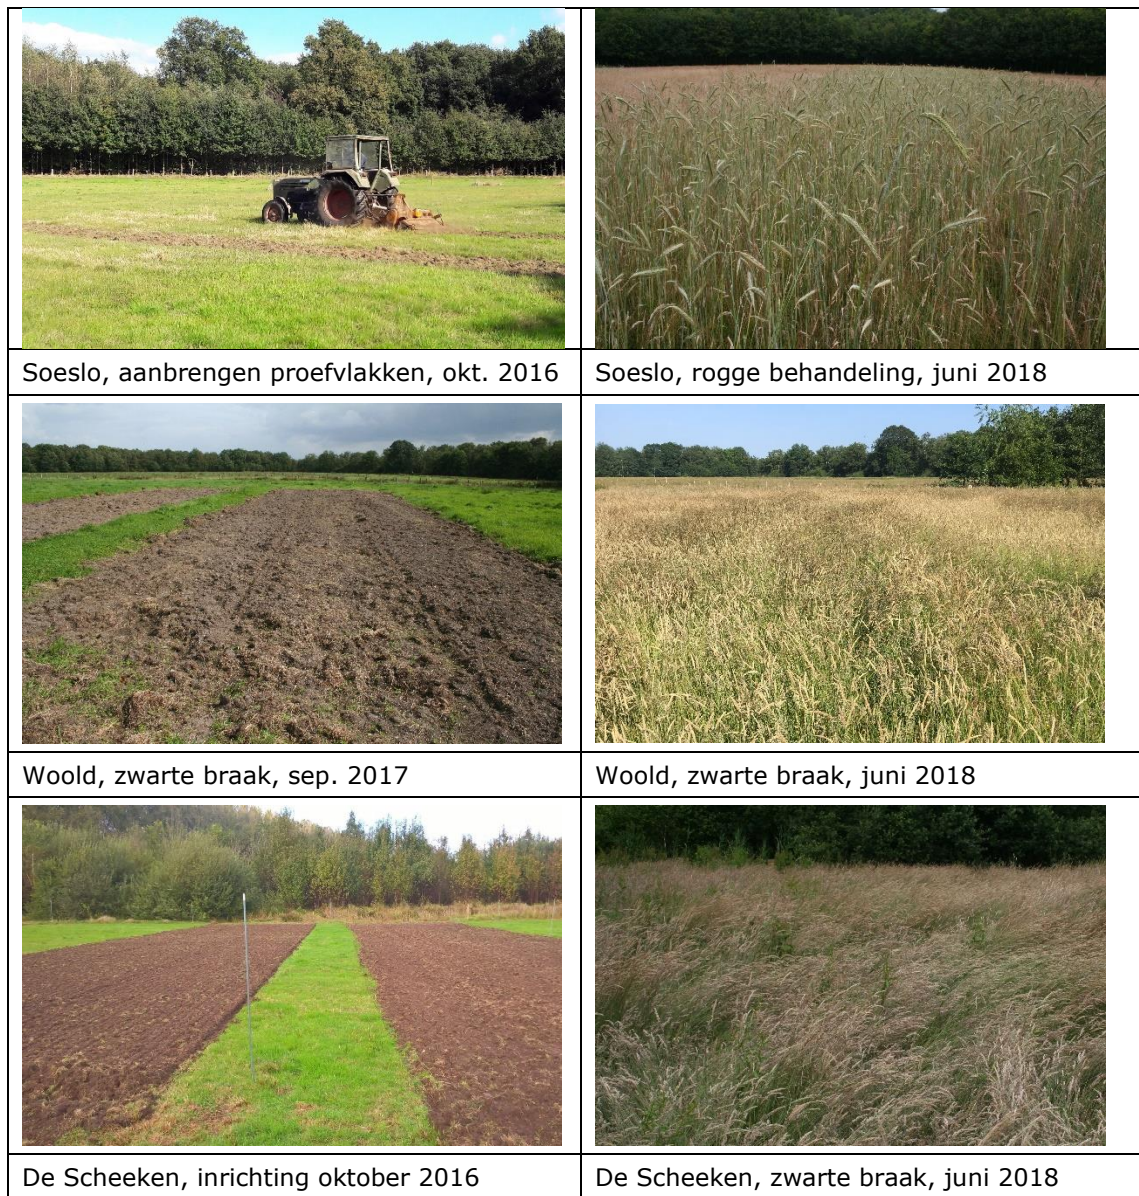 Soeslo, aanbrengen proefvlakken, okt. 2016
Soeslo, rogge behandeling, juni 2018
Woold, zwarte braak, sep. 2017
Woold, zwarte braak, juni 2018
De Scheeken, inrichting oktober 2016
De Scheeken, zwarte braak, juni 2018